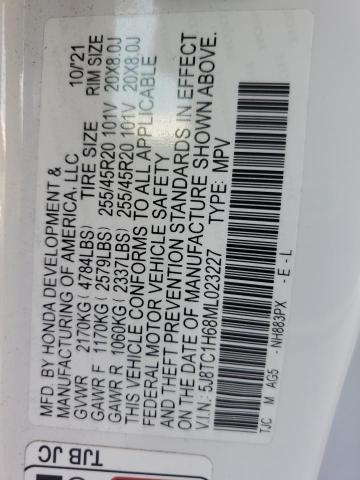 MFD. BY HONDA DEVELOPMENT & 10/21
MANUFACTURING OF AMERICA, LLC
TIRE SIZE RIM SIZE
GVWR 2170KG ( 4784LBS)
GAWR F 1170KG ( 2579LBS) 255/45R20 101V 20X8.0J
GAWR R 1060KG ( 2337LBS) 255/45R20 101V 20X8.0J
THIS VEHICLE CONFORMS TO ALL APPLICABLE
FEDERAL MOTOR VEHICLE SAFETY
AND THEFT PREVENTION STANDARDS IN EFFECT
ON THE DATE OF MANUFACTURE SHOWN ABOVE.
V.I.N.: 5J8TC1H68ML023227 TYPE: MPV
TJC M AG5 - NH883PX - E - L
TJB JC